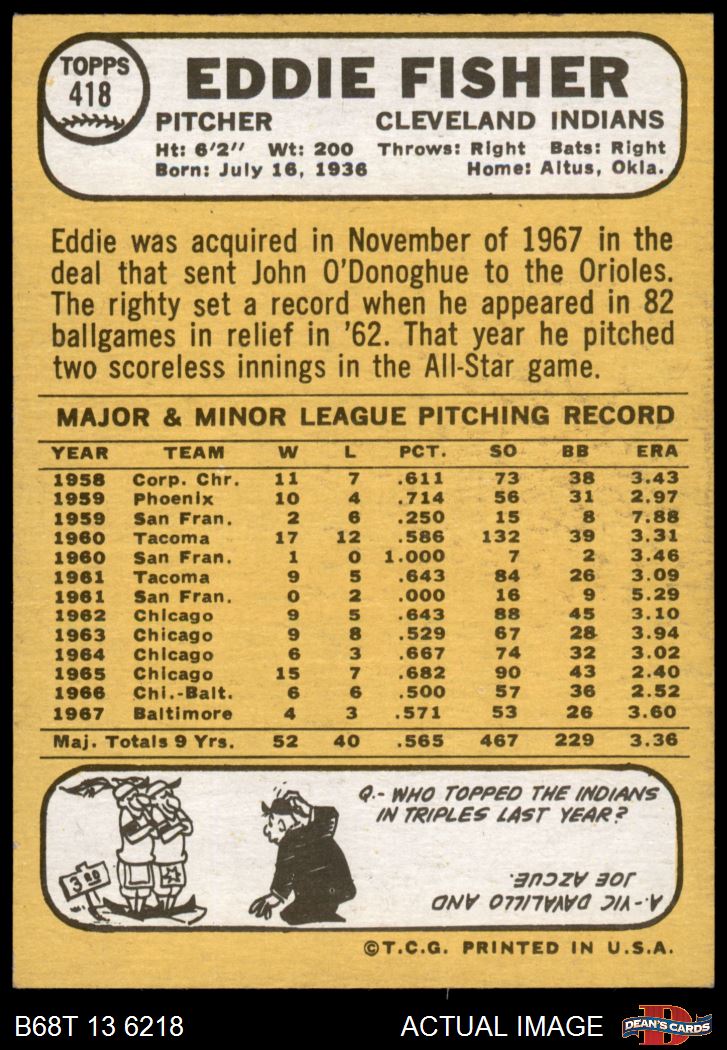 TOPPS
418
EDDIE FISHER
PITCHER CLEVELAND INDIANS
Ht: 6'2" Wt: 200 Throws: Right Bats: Right
Born: July 16, 1936 Home: Altus, Okla.
Eddie was acquired in November of 1967 in the
deal that sent John O'Donoghue to the Orioles.
The righty set a record when he appeared in 82
ballgames in relief in '62. That year he pitched
two scoreless innings in the All-Star game.
MAJOR & MINOR LEAGUE PITCHING RECORD
YEAR TEAM W L PCT. SO BB ERA
1958 Corp. Chr. 11 7 .611 73 38 3.43
1959 Phoenix 10 4 .714 56 31 2.97
1959 San Fran. 2 6 .250 15 8 7.88
1960 Tacoma 17 12 .586 132 39 3.31
1960 San Fran. 1 0 1.000 7 2 3.46
1961 Tacoma 9 5 .643 84 26 3.09
1961 San Fran. 0 2 .000 16 9 5.29
1962 Chicago 9 5 .643 88 45 3.10
1963 Chicago 9 8 .529 67 28 3.94
1964 Chicago 6 3 .667 74 32 3.02
1965 Chicago 15 7 .682 90 43 2.40
1966 Chi.-Balt. 6 6 .500 57 36 2.52
1967 Baltimore 4 3 .571 53 26 3.60
Maj. Totals 9 Yrs. 52 40 .565 467 229 3.36
Q.- WHO TOPPED THE INDIANS
IN TRIPLES LAST YEAR?
A.- VIC DAVALILLO AND
JOE AZCUE.
3 RD
©T.C.G. PRINTED IN U.S.A.
B68T 13 6218 ACTUAL IMAGE
D
DEAN'S CARDS